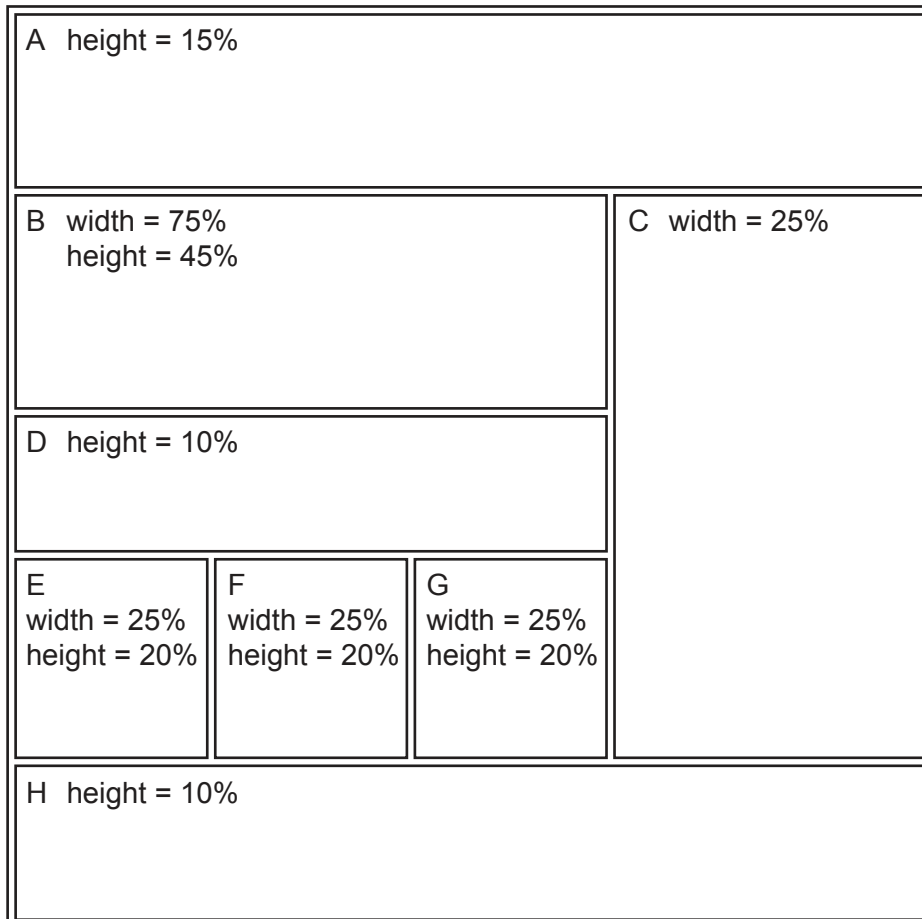 A height = 15%
B width = 75%
height = 45%
C width = 25%
D height = 10%
E
width = 25%
height = 20%
F
width = 25%
height = 20%
G
width = 25%
height = 20%
H height = 10%